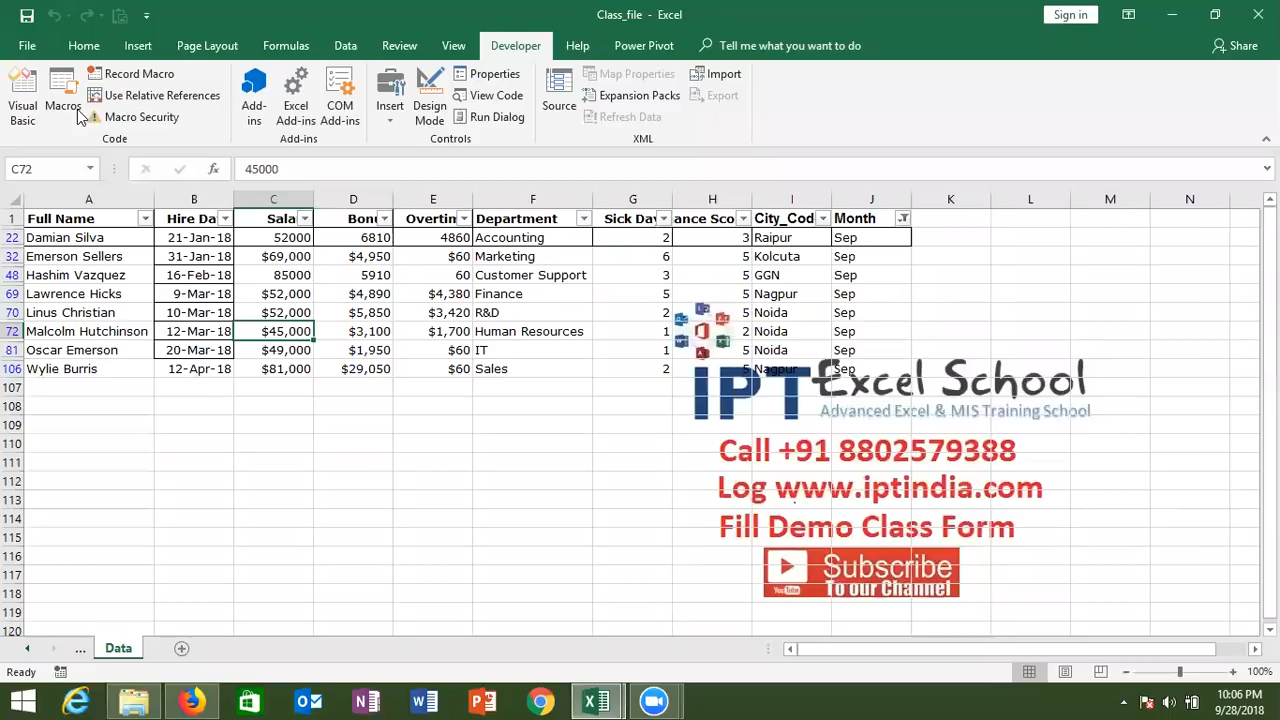 Class_file - Excel
Sign in
File Home Insert Page Layout Formulas Data Review View Developer Help Power Pivot Tell me what you want to do Share
Visual Basic
Macros
Record Macro
Use Relative References
Macro Security
Code
Add-ins
Excel Add-ins
COM Add-ins
Add-ins
Insert
Design Mode
Properties
View Code
Run Dialog
Controls
Source
Map Properties
Expansion Packs
Refresh Data
Import
Export
XML
C72 fx 45000
A B C D E F G H I J K L M N
1 Full Name Hire Da Sala Bonu Overtim Department Sick Day ance Sco City_Cod Month
22 Damian Silva 21-Jan-18 52000 6810 4860 Accounting 2 3 Raipur Sep
32 Emerson Sellers 31-Jan-18 $69,000 $4,950 $60 Marketing 6 5 Kolcuta Sep
48 Hashim Vazquez 16-Feb-18 85000 5910 60 Customer Support 3 5 GGN Sep
69 Lawrence Hicks 9-Mar-18 $52,000 $4,890 $4,380 Finance 5 5 Nagpur Sep
70 Linus Christian 10-Mar-18 $52,000 $5,850 $3,420 R&D 2 5 Noida Sep
72 Malcolm Hutchinson 12-Mar-18 $45,000 $3,100 $1,700 Human Resources 1 2 Noida Sep
81 Oscar Emerson 20-Mar-18 $49,000 $1,950 $60 IT 1 5 Noida Sep
106 Wylie Burris 12-Apr-18 $81,000 $29,050 $60 Sales 2 5 Nagpur Sep
107
108
109
110
111
112
113
114
115
116
117
118
119
120
IPT Excel School
Advanced Excel & MIS Training School
Call +91 8802579388
Log www.iptindia.com
Fill Demo Class Form
Subscribe
To our Channel
YouTube
... Data
Ready
100%
10:06 PM
9/28/2018